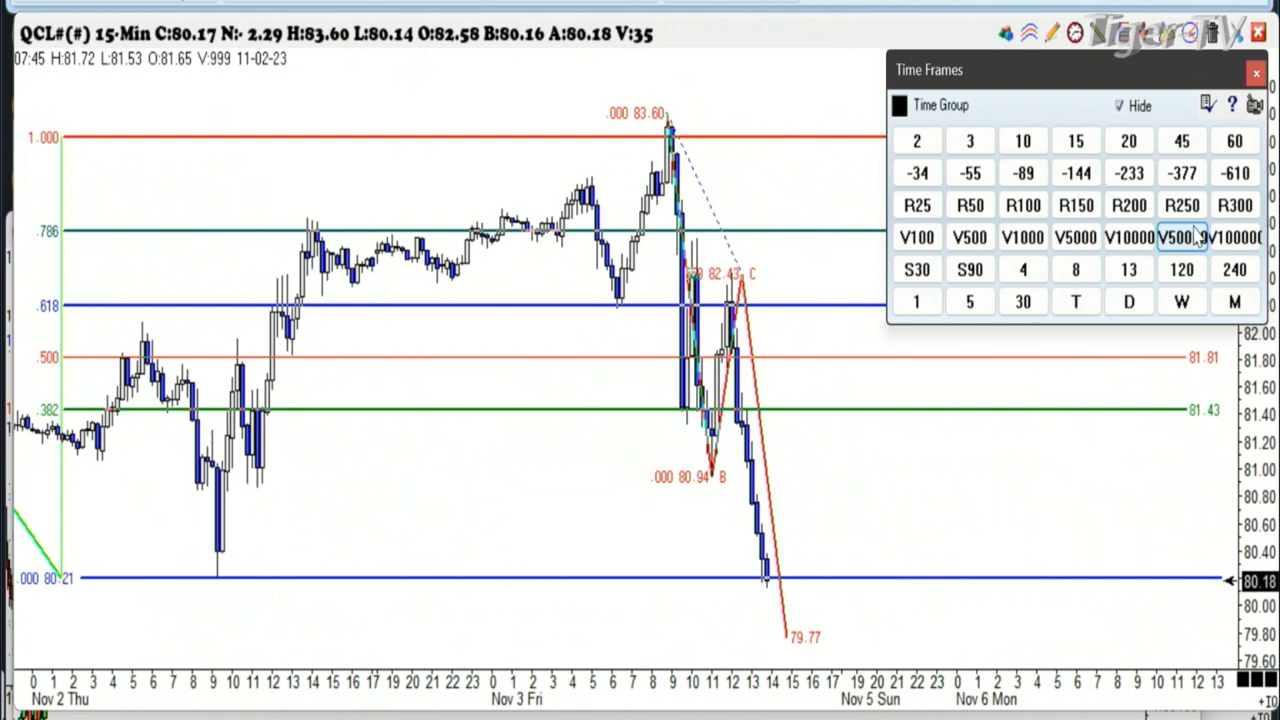 QCL#(#) 15-Min C:80.17 N:- 2.29 H:83.60 L:80.14 O:82.58 B:80.16 A:80.18 V:35
TigerTV
07:45 H:81.72 L:81.53 O:81.65 V:999 11-02-23
Time Frames
Time Group
Hide
?
2 3 10 15 20 45 60
-34 -55 -89 -144 -233 -377 -610
R25 R50 R100 R150 R200 R250 R300
V100 V500 V1000 V5000 V10000
S30 S90 4 8 13 120 240
1 5 30 T D W M
.000 83.60
1.000
.786
82.43 C
.618
82.00
.500
81.81
81.80
81.60
.382
81.43
81.40
81.20
.000 80.94 B
81.00
80.80
80.60
80.40
.000 80.21
80.18
80.00
79.77
79.80
79.60
0 1 2 3 4 5 6 7 8 9 10 11 12 13 14 15 16 17 18 19 20 21 22 23 0 1 2 3 4 5 6 7 8 9 10 11 12 13 14 15 16 17 18 19 20 21 22 23 0 1 2 3 4 5 6 7 8 9 10 11 12 13
Nov 2 Thu Nov 3 Fri Nov 5 Sun Nov 6 Mon